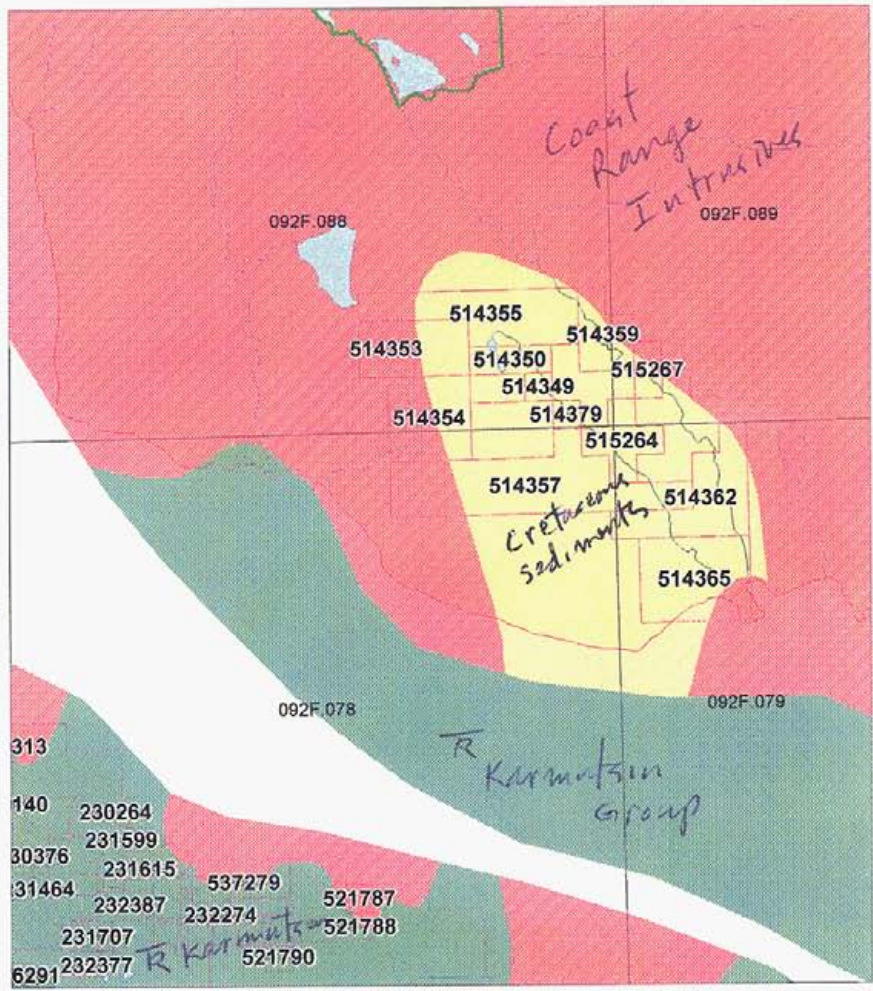 Coast
Range
Intrusives
092F.088
092F.089
514355
514359
514353
514350
515267
514349
514354
514379
515264
514357
514362
Cretaceous
sediments
514365
092F.078
092F.079
313
TR
Karmutsen
Group
140
230264
231599
30376
231615
537279
31464
521787
232387
232274
521788
231707
TR Karmutsen
521790
6291
232377